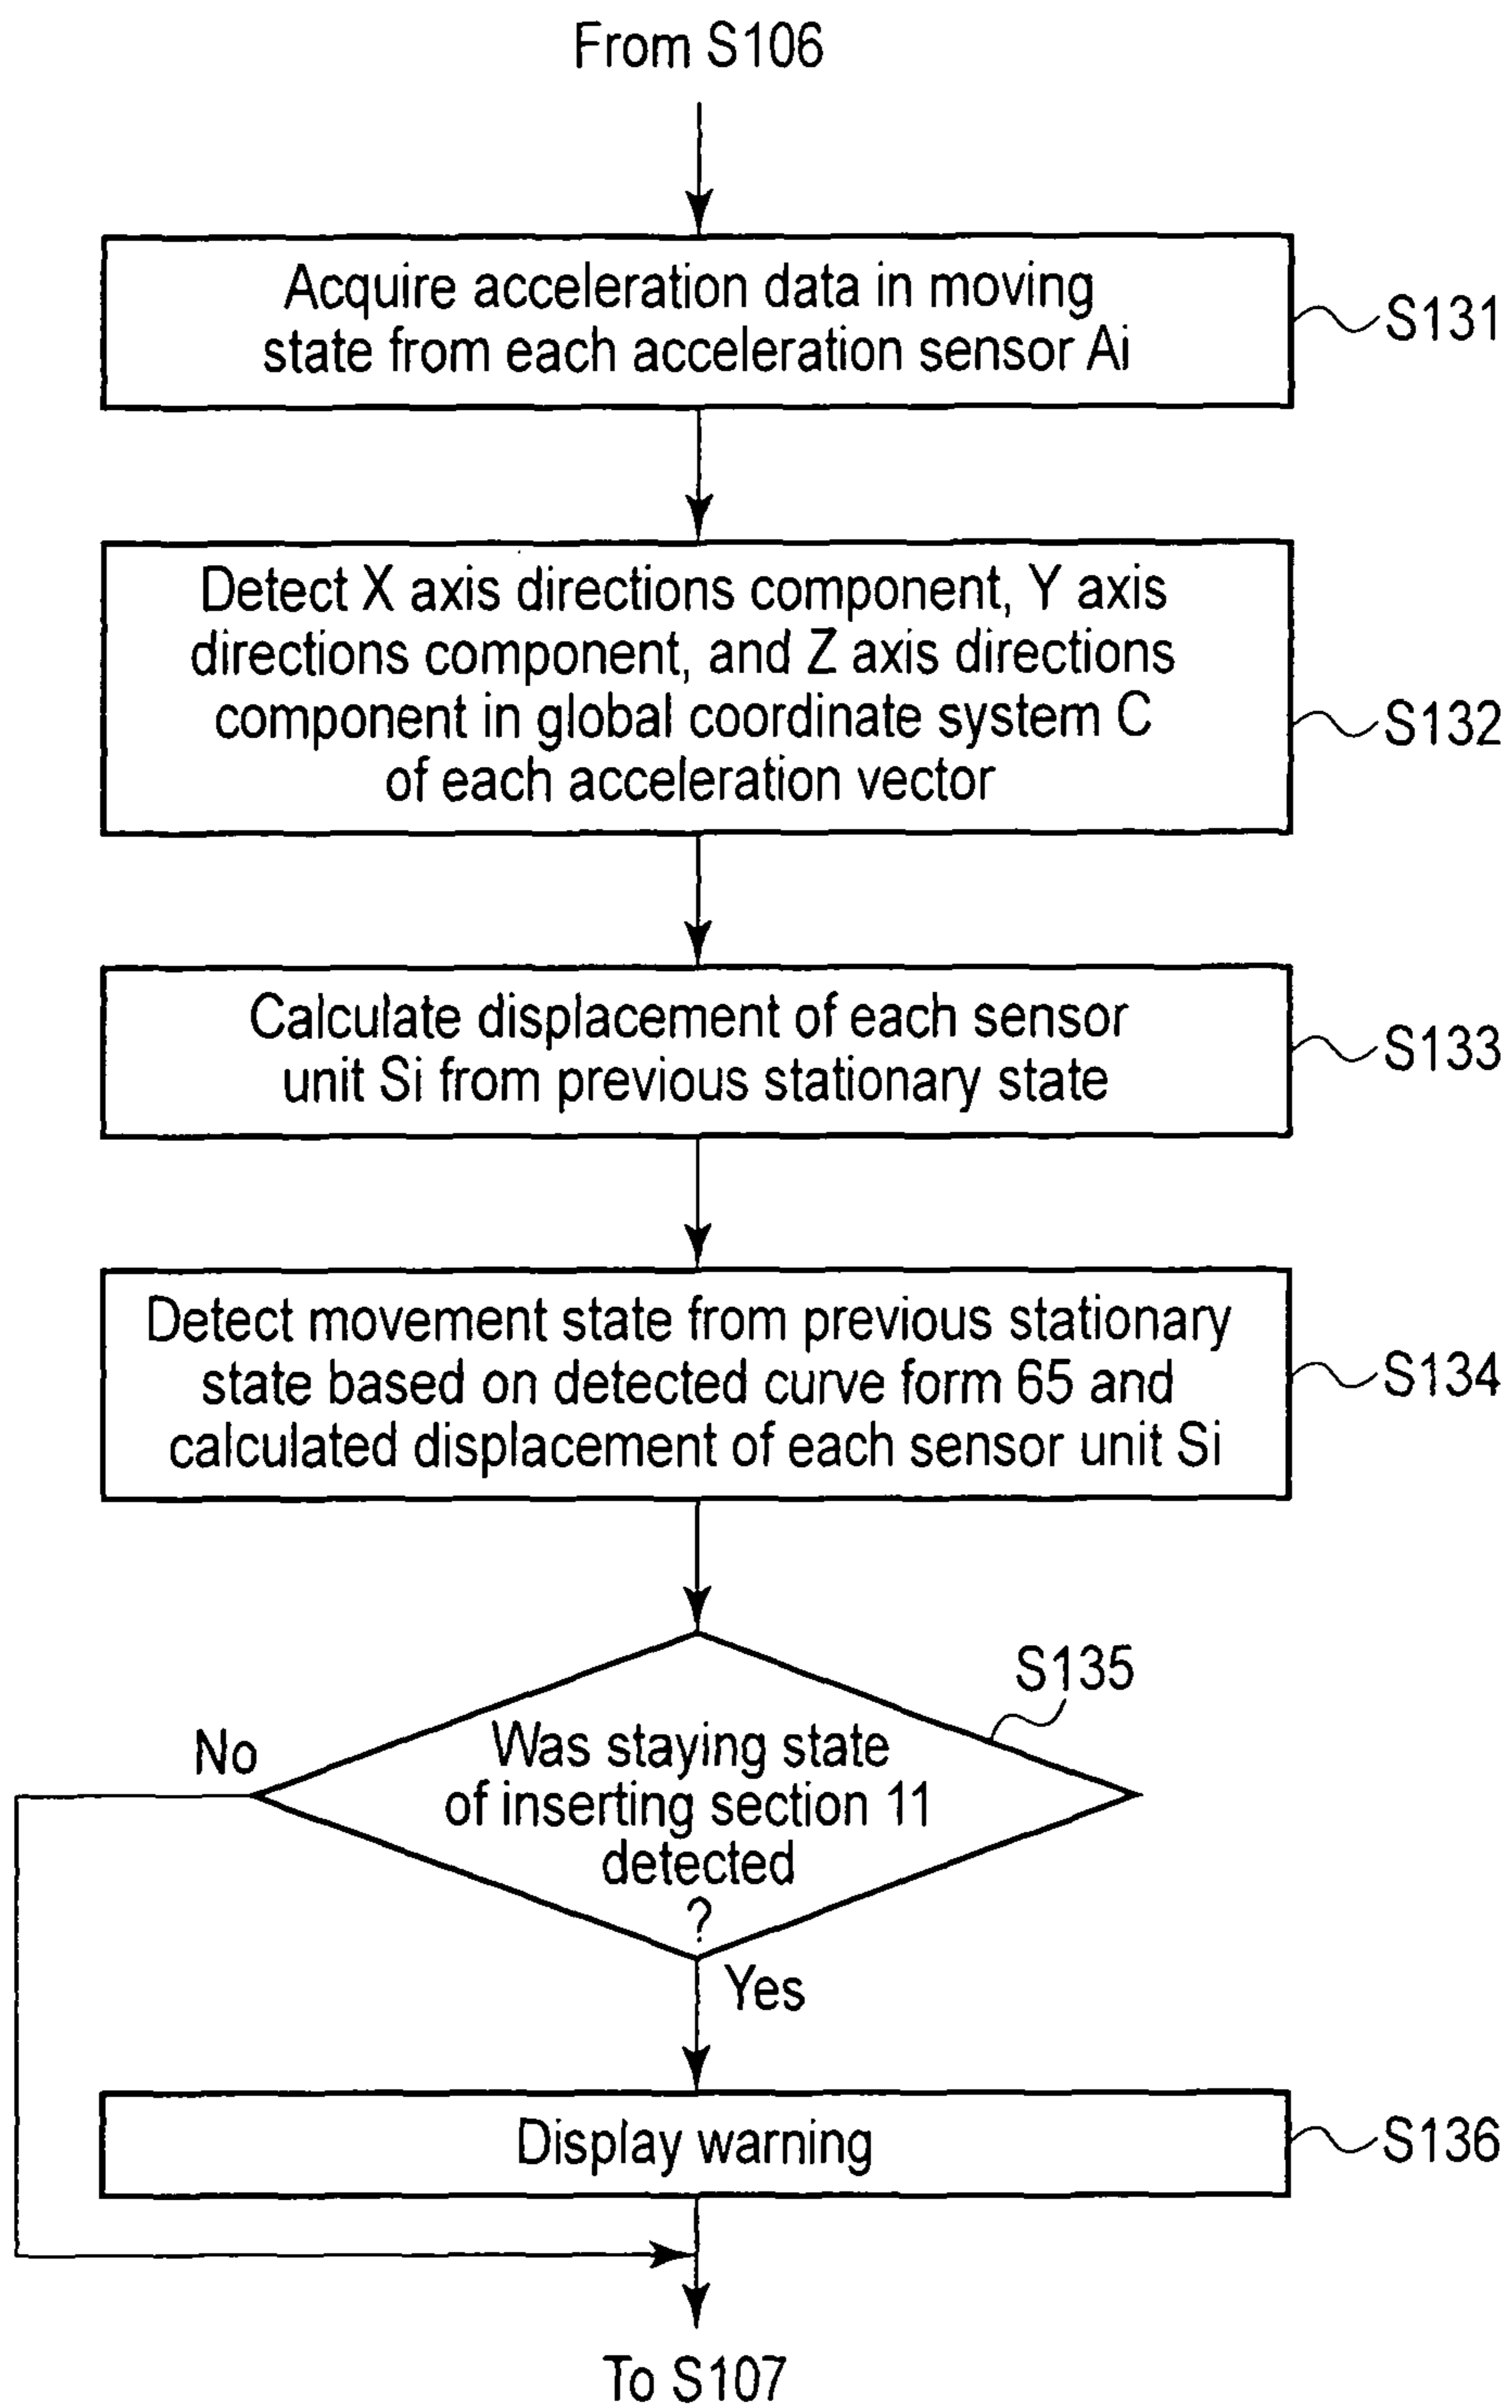 From S106
Acquire acceleration data in moving
state from each acceleration sensor Ai
S131
Detect X axis directions component, Y axis
directions component, and Z axis directions
component in global coordinate system C
of each acceleration vector
S132
Calculate displacement of each sensor
unit Si from previous stationary state
S133
Detect movement state from previous stationary
state based on detected curve form 65 and
calculated displacement of each sensor unit Si
S134
S135
No
Was staying state
of inserting section 11
detected
?
Yes
Display warning
S136
To S107